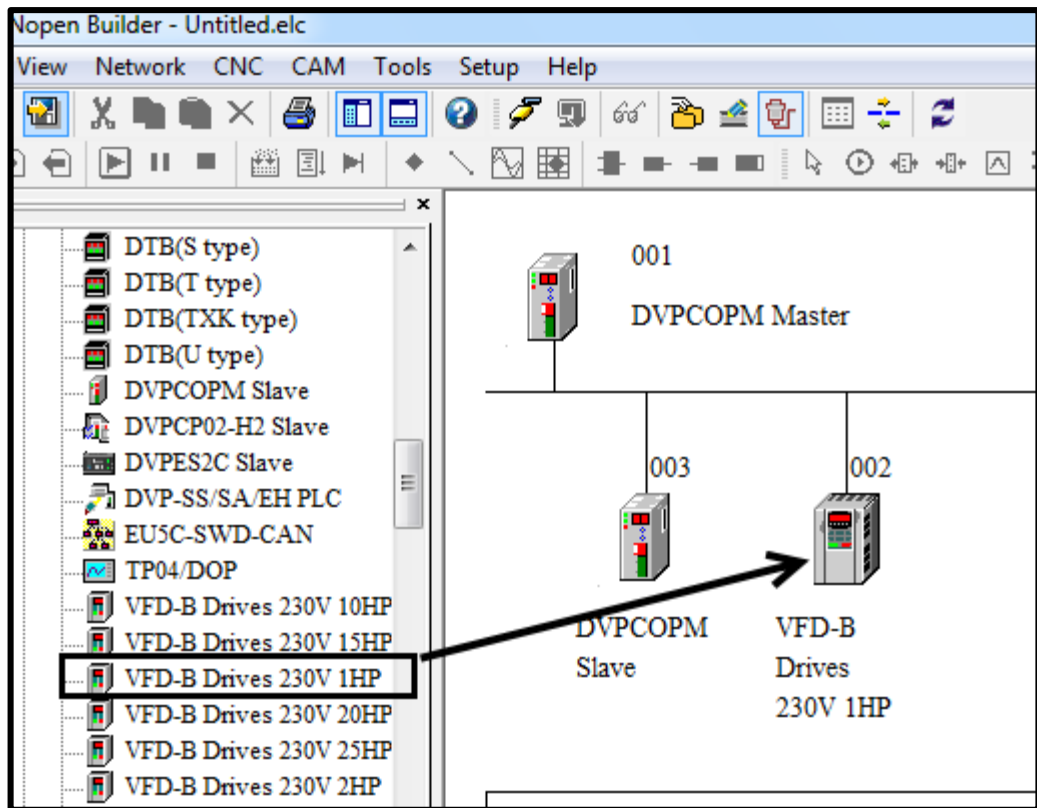 Nopen Builder - Untitled.elc
View Network CNC CAM Tools Setup Help
DTB(S type)
DTB(T type)
DTB(TXK type)
DTB(U type)
DVPCOPM Slave
DVPCP02-H2 Slave
DVPES2C Slave
DVP-SS/SA/EH PLC
EU5C-SWD-CAN
TP04/DOP
VFD-B Drives 230V 10HP
VFD-B Drives 230V 15HP
VFD-B Drives 230V 1HP
VFD-B Drives 230V 20HP
VFD-B Drives 230V 25HP
VFD-B Drives 230V 2HP
001
DVPCOPM Master
003
DVPCOPM
Slave
002
VFD-B
Drives
230V 1HP